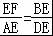 EF/AE = BE/DE